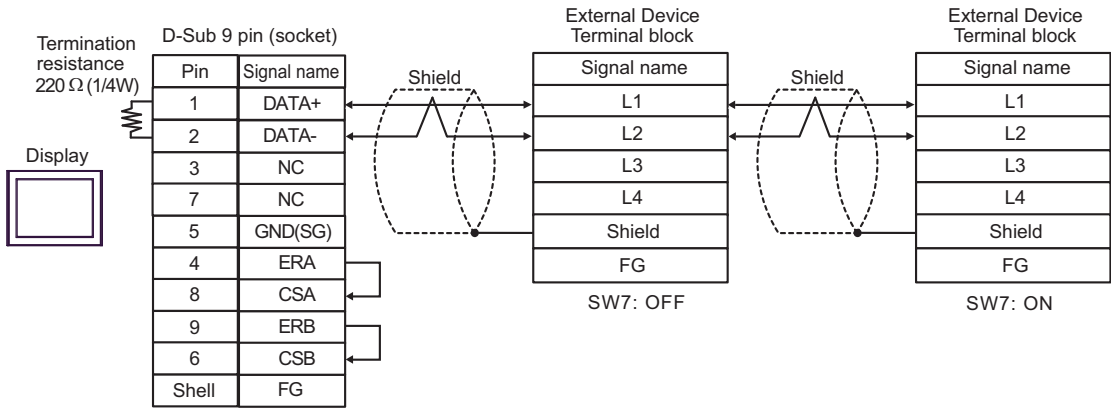 Termination
resistance
220 Ω (1/4W)
Display
D-Sub 9 pin (socket)
Pin Signal name
1 DATA+
2 DATA-
3 NC
7 NC
5 GND(SG)
4 ERA
8 CSA
9 ERB
6 CSB
Shell FG
Shield
External Device
Terminal block
Signal name
L1
L2
L3
L4
Shield
FG
SW7: OFF
Shield
External Device
Terminal block
Signal name
L1
L2
L3
L4
Shield
FG
SW7: ON